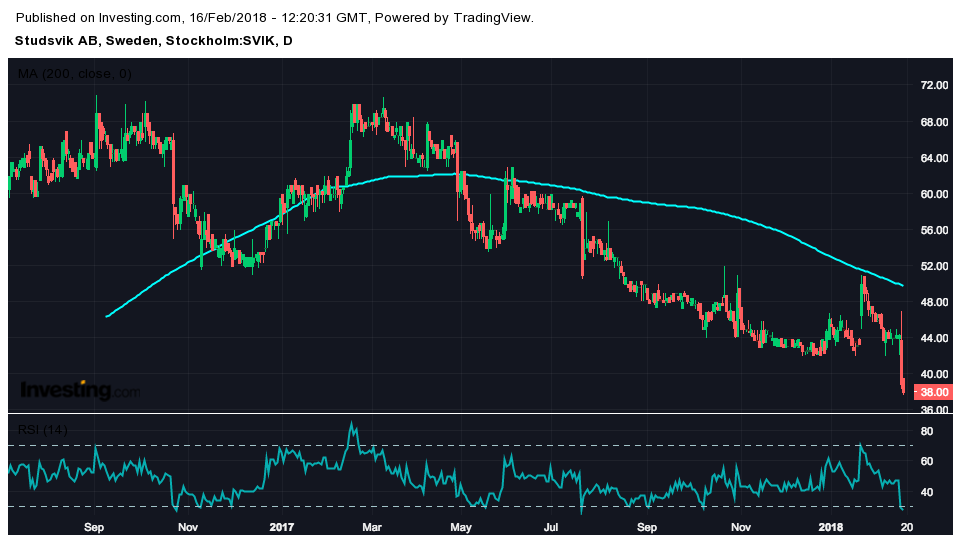 Published on Investing.com, 16/Feb/2018 - 12:20:31 GMT, Powered by TradingView.
Studsvik AB, Sweden, Stockholm:SVIK, D
MA (200, close, 0)
72.00
68.00
64.00
60.00
56.00
52.00
48.00
44.00
40.00
38.00
36.00
Investing.com
RSI (14)
80
60
40
Sep Nov 2017 Mar May Jul Sep Nov 2018 20